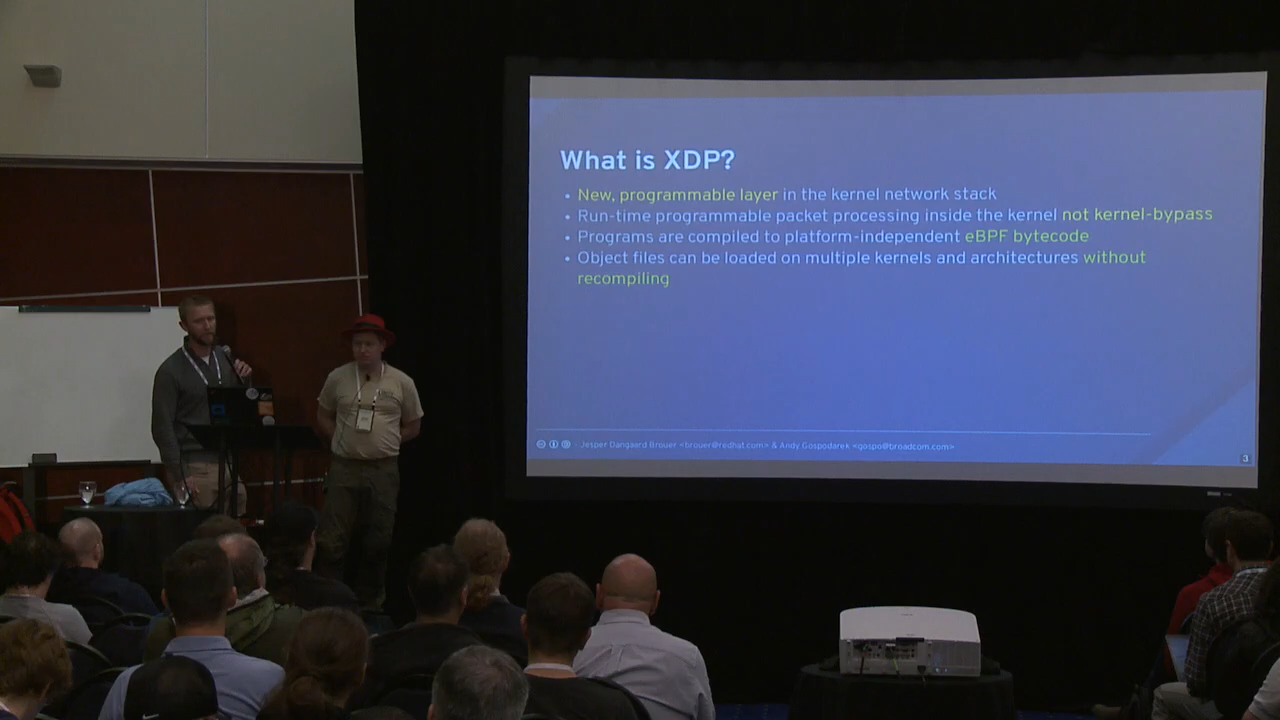 What is XDP?
• New, programmable layer in the kernel network stack
• Run-time programmable packet processing inside the kernel not kernel-bypass
• Programs are compiled to platform-independent eBPF bytecode
• Object files can be loaded on multiple kernels and architectures without
recompiling
- Jesper Dangaard Brouer <brouer@redhat.com> & Andy Gospodarek <gospo@broadcom.com>
3